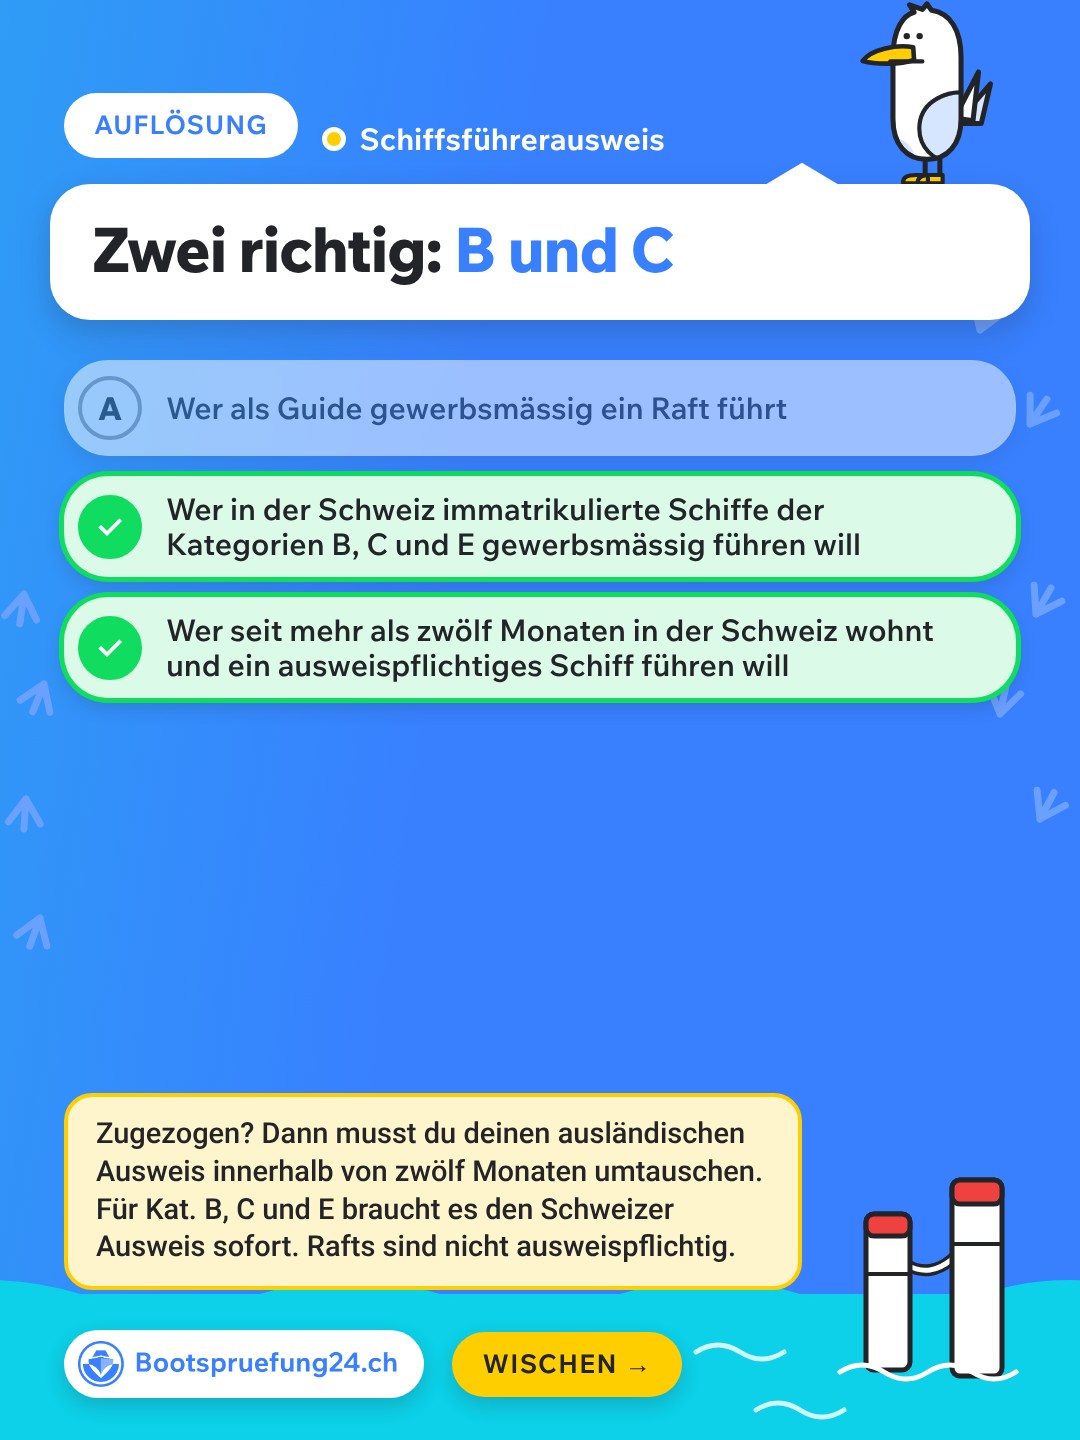 AUFLÖSUNG
Schiffsführerausweis
Zwei richtig: B und C
A
Wer als Guide gewerbsmässig ein Raft führt
Wer in der Schweiz immatrikulierte Schiffe der
Kategorien B, C und E gewerbsmässig führen will
Wer seit mehr als zwölf Monaten in der Schweiz wohnt
und ein ausweispflichtiges Schiff führen will
Zugezogen? Dann musst du deinen ausländischen
Ausweis innerhalb von zwölf Monaten umtauschen.
Für Kat. B, C und E braucht es den Schweizer
Ausweis sofort. Rafts sind nicht ausweispflichtig.
Bootspruefung24.ch
WISCHEN →